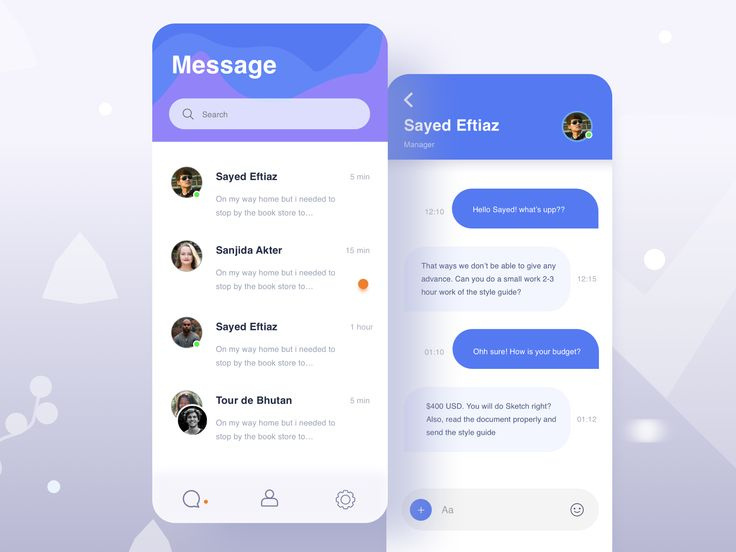 Message
Search
Sayed Eftiaz
5 min
On my way home but i needed to
stop by the book store to...
Sanjida Akter
15 min
On my way home but i needed to
stop by the book store to...
Sayed Eftiaz
1 hour
On my way home but i needed to
stop by the book store to...
Tour de Bhutan
5 min
On my way home but i needed to
stop by the book store to...
Sayed Eftiaz
Manager
12:10
Hello Sayed! what's upp??
That ways we don't be able to give any
advance. Can you do a small work 2-3
hour work of the style guide?
12:15
01:10
Ohh sure! How is your budget?
$400 USD. You will do Sketch right?
Also, read the document properly and
send the style guide
01:12
Aa